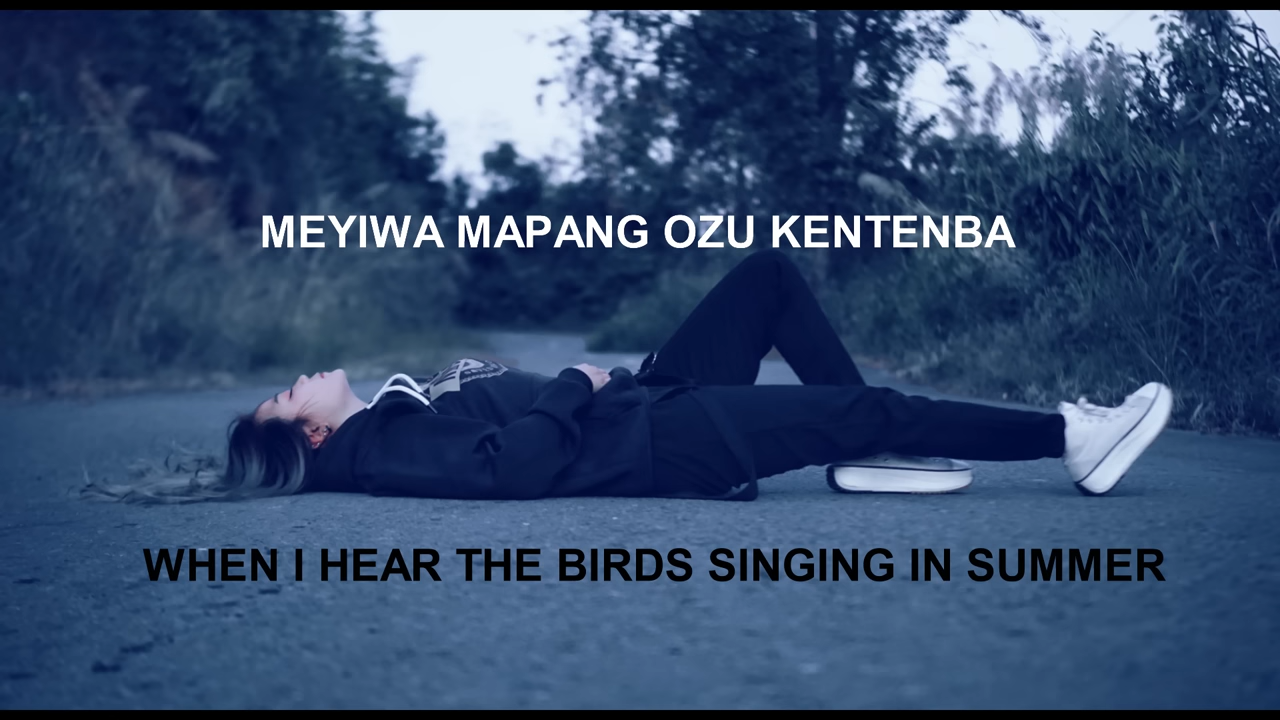 MEYIWA MAPANG OZU KENTENBA
WHEN I HEAR THE BIRDS SINGING IN SUMMER